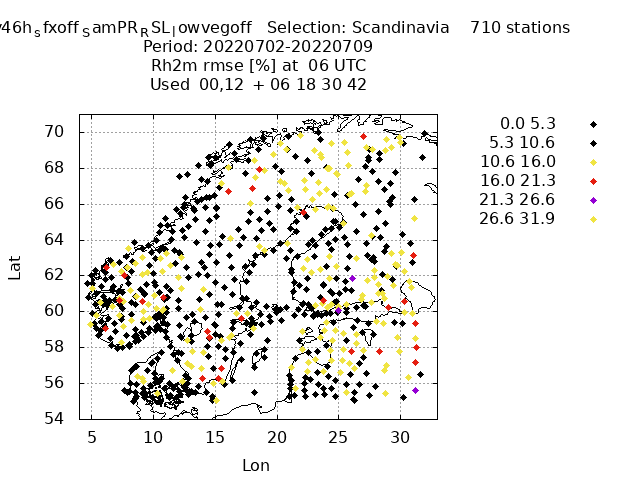 46h_sfxoff_SamPR_RSL_lowvegoff Selection: Scandinavia 710 stations
Period: 20220702-20220709
Rh2m rmse [%] at 06 UTC
Used 00,12 + 06 18 30 42
0.0 5.3
5.3 10.6
10.6 16.0
16.0 21.3
21.3 26.6
26.6 31.9
70
68
66
64
62
60
58
56
54
Lat
5 10 15 20 25 30
Lon